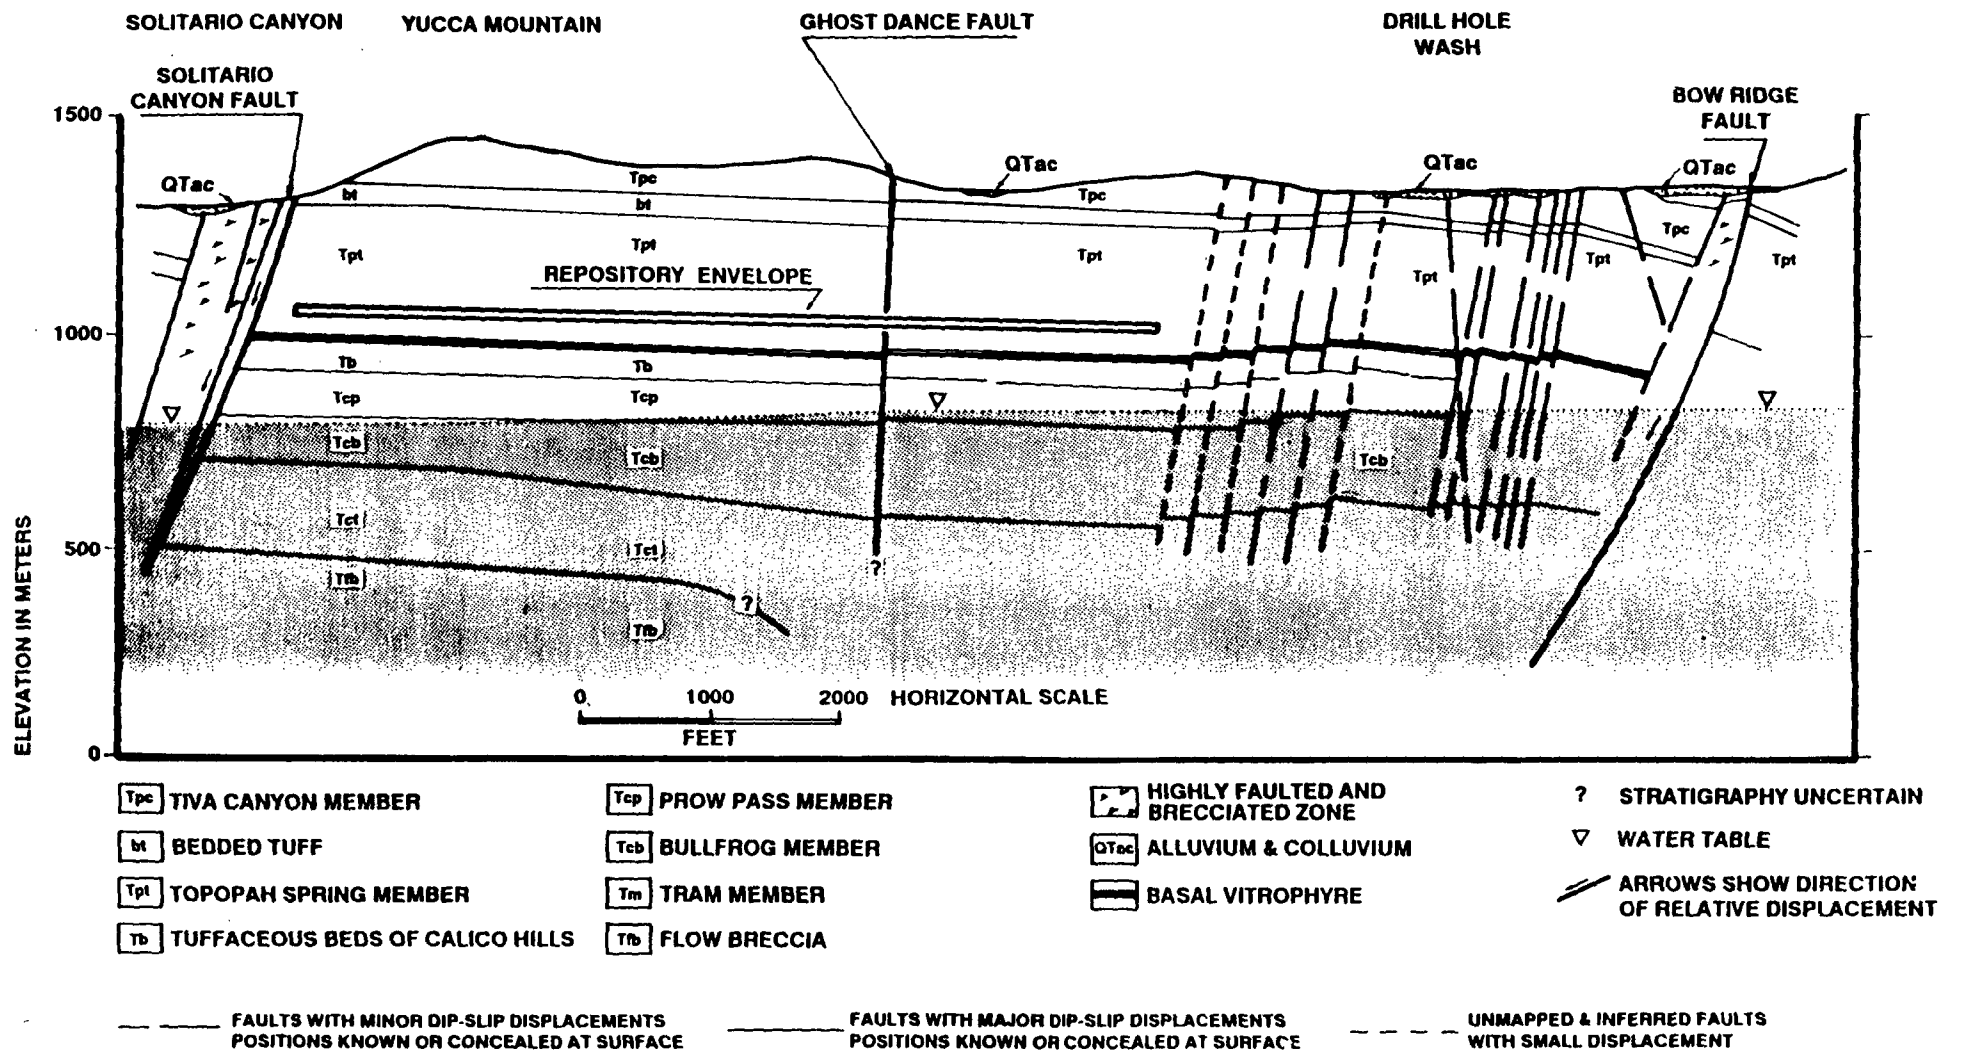 SOLITARIO CANYON
YUCCA MOUNTAIN
GHOST DANCE FAULT
DRILL HOLE
WASH
SOLITARIO
CANYON FAULT
BOW RIDGE
FAULT
1500
1000
500
0
ELEVATION IN METERS
QTac
QTac
QTac
QTac
Tpc
Tpc
Tpc
bt
bt
Tpt
Tpt
Tpt
Tpt
Tpt
Tpt
REPOSITORY ENVELOPE
Tb
Tb
Tcp
Tcp
Tcb
Tcb
Tcb
Tct
Tct
Tfb
Tfb
?
?
0 1000 2000 HORIZONTAL SCALE
FEET
Tpc TIVA CANYON MEMBER
bt BEDDED TUFF
Tpt TOPOPAH SPRING MEMBER
Tb TUFFACEOUS BEDS OF CALICO HILLS
Tcp PROW PASS MEMBER
Tcb BULLFROG MEMBER
Tm TRAM MEMBER
Tfb FLOW BRECCIA
HIGHLY FAULTED AND
BRECCIATED ZONE
QTac ALLUVIUM & COLLUVIUM
BASAL VITROPHYRE
? STRATIGRAPHY UNCERTAIN
WATER TABLE
ARROWS SHOW DIRECTION
OF RELATIVE DISPLACEMENT
FAULTS WITH MINOR DIP-SLIP DISPLACEMENTS
POSITIONS KNOWN OR CONCEALED AT SURFACE
FAULTS WITH MAJOR DIP-SLIP DISPLACEMENTS
POSITIONS KNOWN OR CONCEALED AT SURFACE
UNMAPPED & INFERRED FAULTS
WITH SMALL DISPLACEMENT